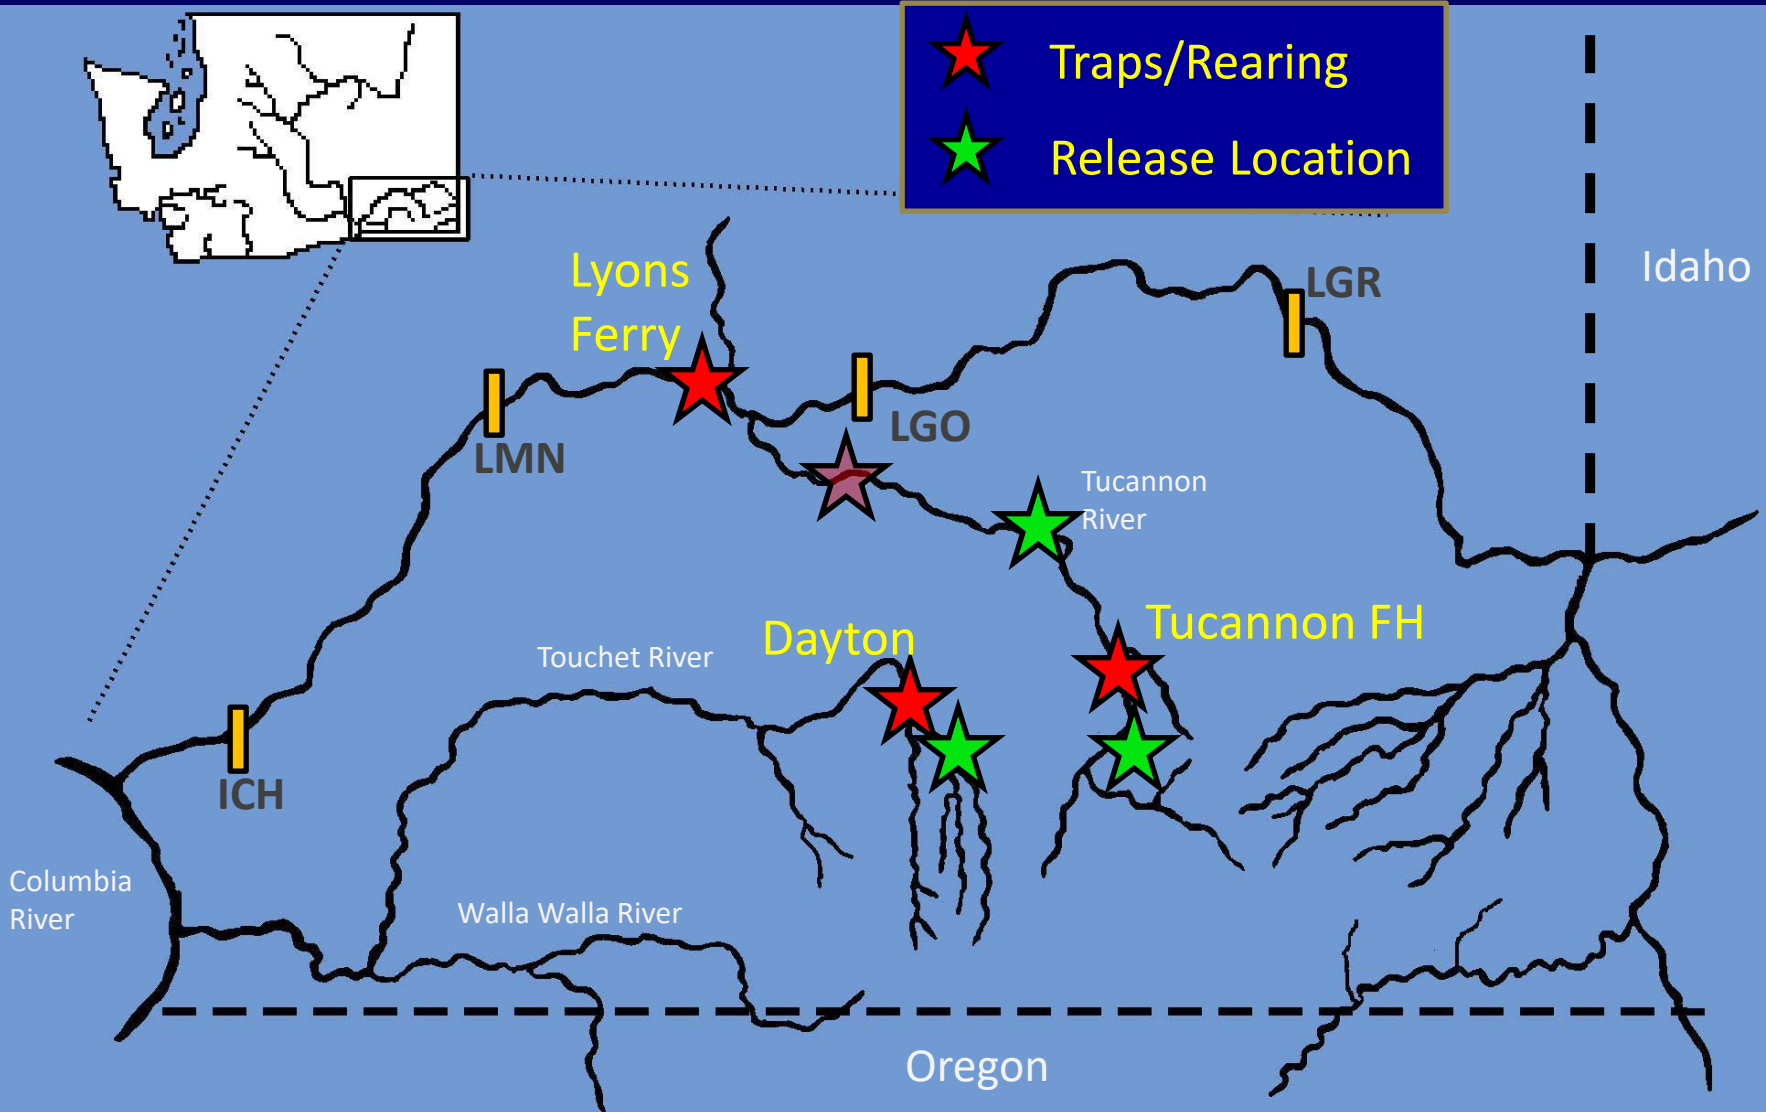 Traps/Rearing
Release Location
Idaho
Lyons
Ferry
LGR
LGO
LMN
Tucannon
River
Tucannon FH
Dayton
Touchet River
ICH
Columbia
River
Walla Walla River
Oregon